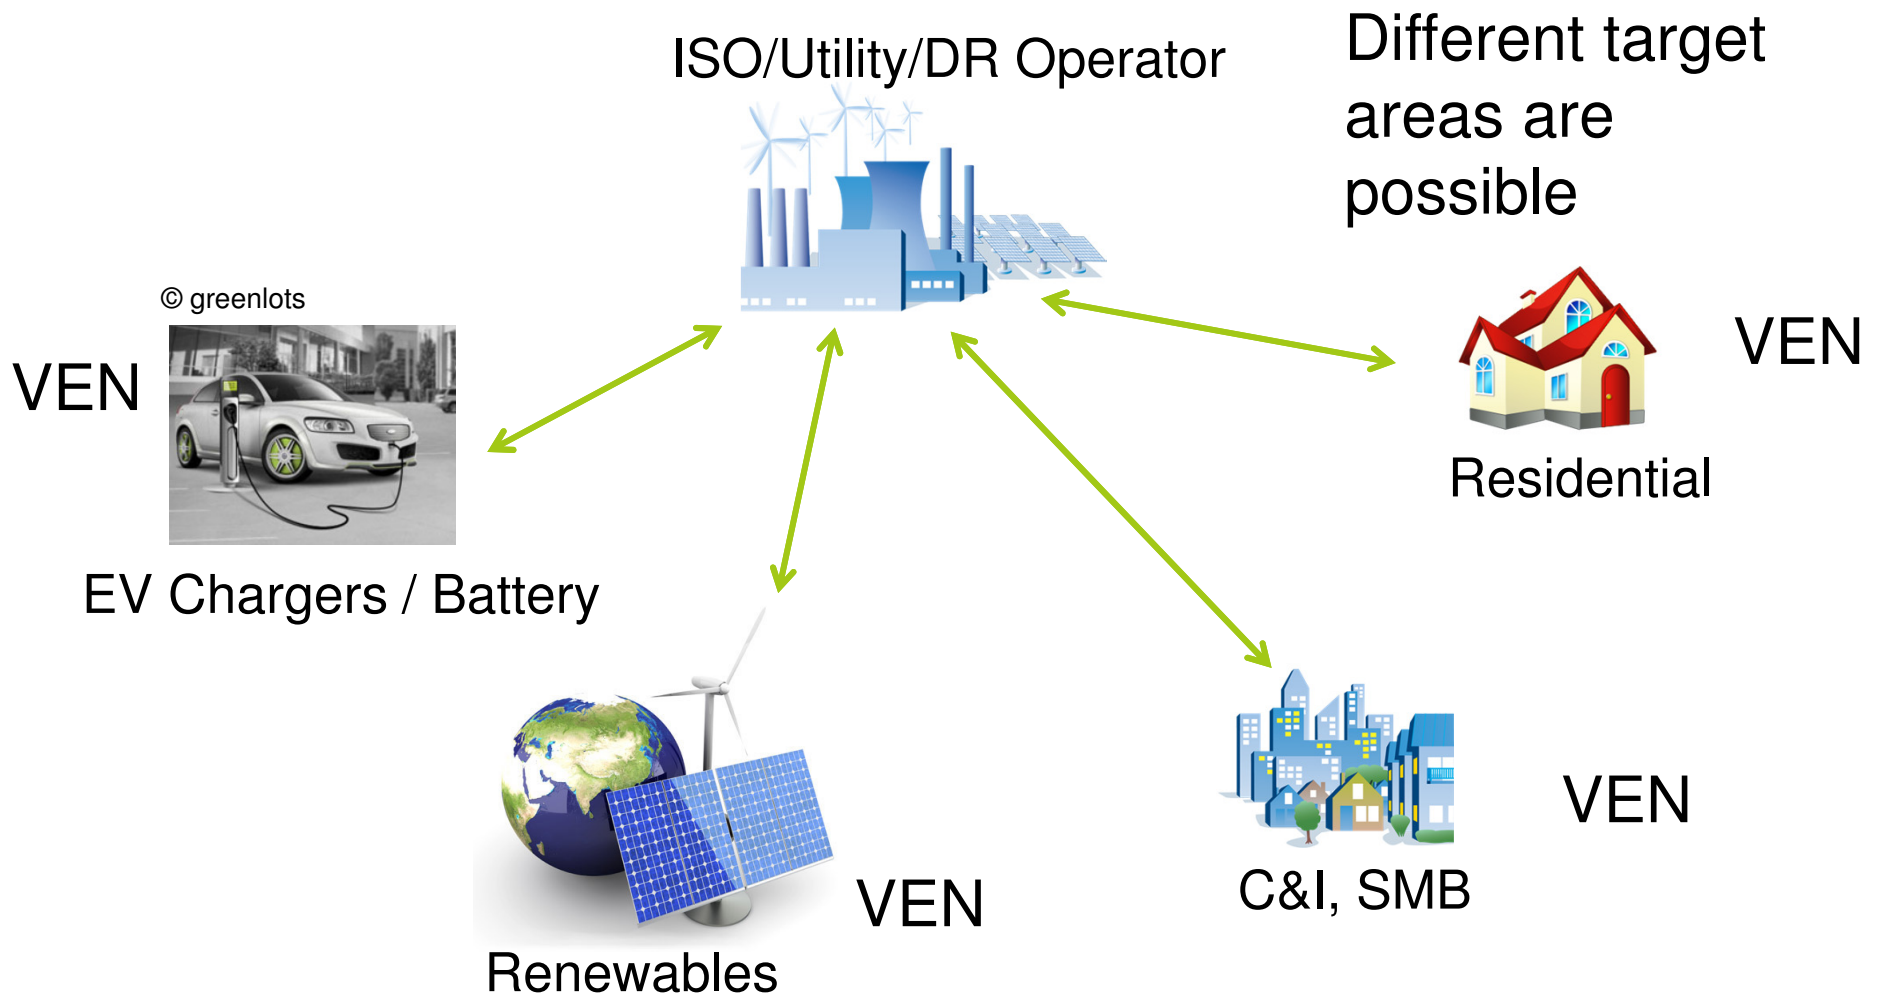 ISO/Utility/DR Operator
Different target
areas are
possible
© greenlots
VEN
VEN
EV Chargers / Battery
Residential
VEN
VEN
C&I, SMB
Renewables